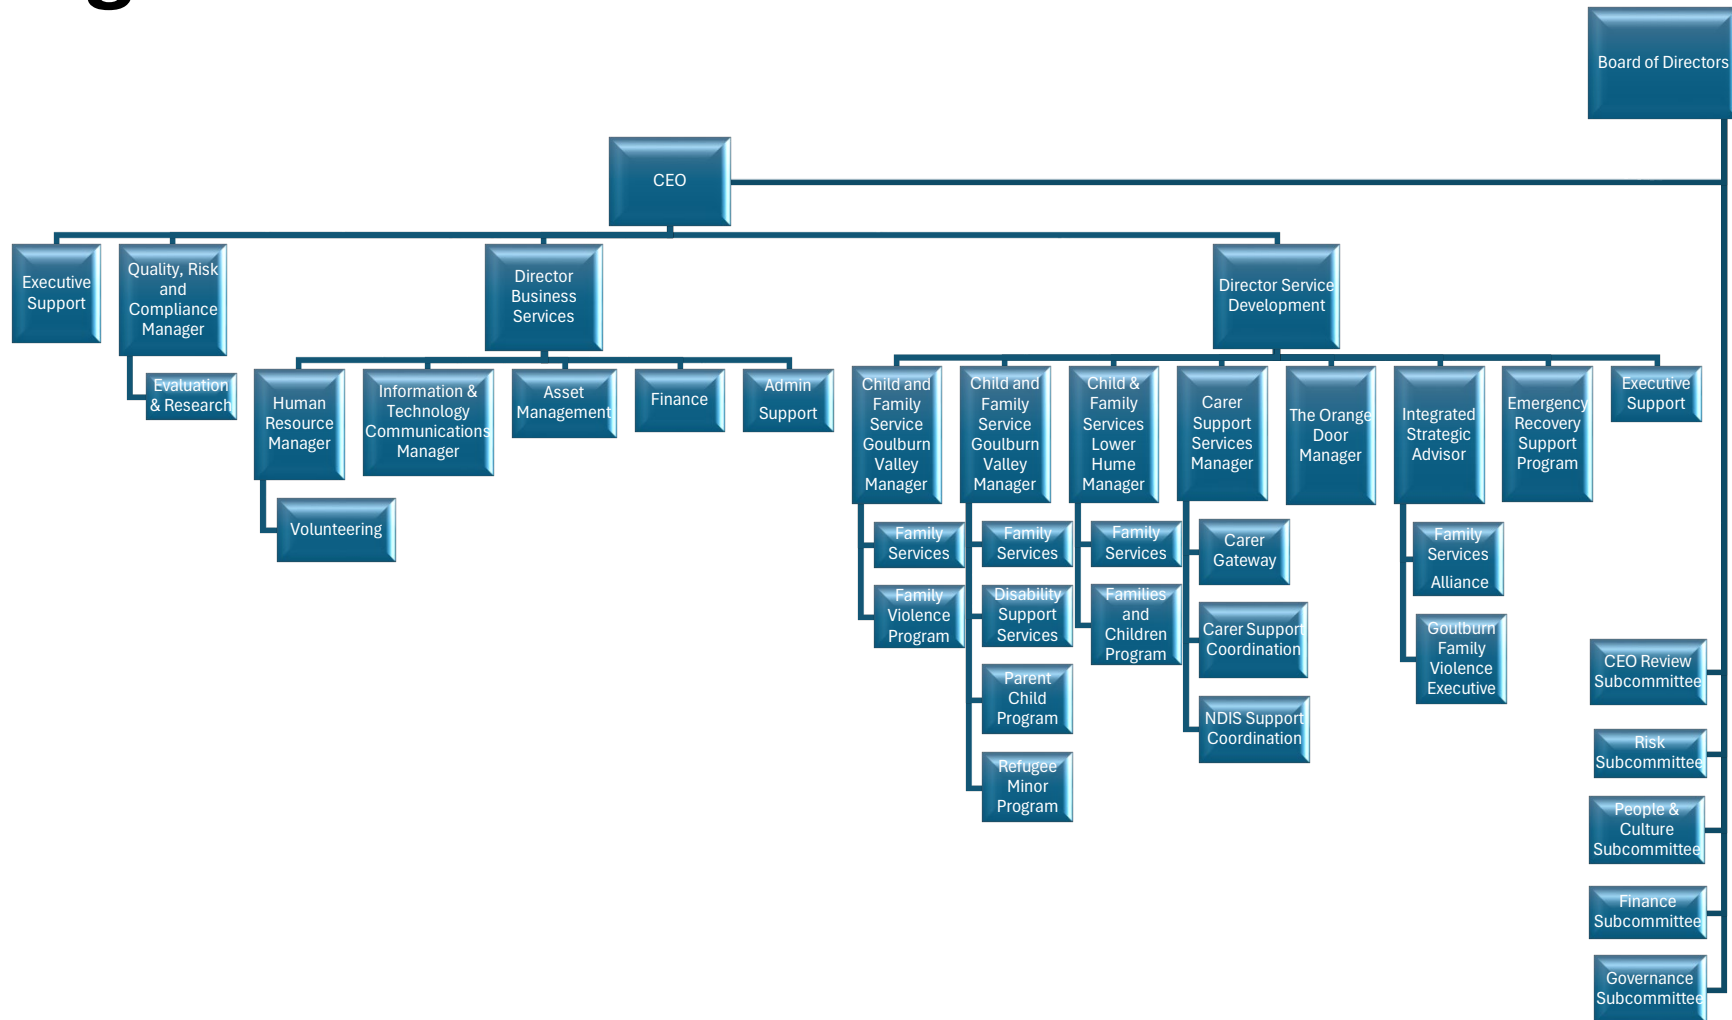 g
Board of Directors
CEO
Executive
Support
Quality, Risk
and
Compliance
Manager
Director
Business
Services
Director Service
Development
Evaluation
& Research
Human
Resource
Manager
Information &
Technology
Communications
Manager
Asset
Management
Finance
Admin
Support
Child and
Family
Service
Goulburn
Valley
Manager
Child and
Family
Service
Goulburn
Valley
Manager
Child &
Family
Services
Lower
Hume
Manager
Carer
Support
Services
Manager
The Orange
Door
Manager
Integrated
Strategic
Advisor
Emergency
Recovery
Support
Program
Executive
Support
Volunteering
Family
Services
Family
Violence
Program
Family
Services
Disability
Support
Services
Parent
Child
Program
Refugee
Minor
Program
Family
Services
Families
and
Children
Program
Carer
Gateway
Carer Support
Coordination
NDIS Support
Coordination
Family
Services
Alliance
Goulburn
Family
Violence
Executive
CEO Review
Subcommittee
Risk
Subcommittee
People &
Culture
Subcommittee
Finance
Subcommittee
Governance
Subcommittee